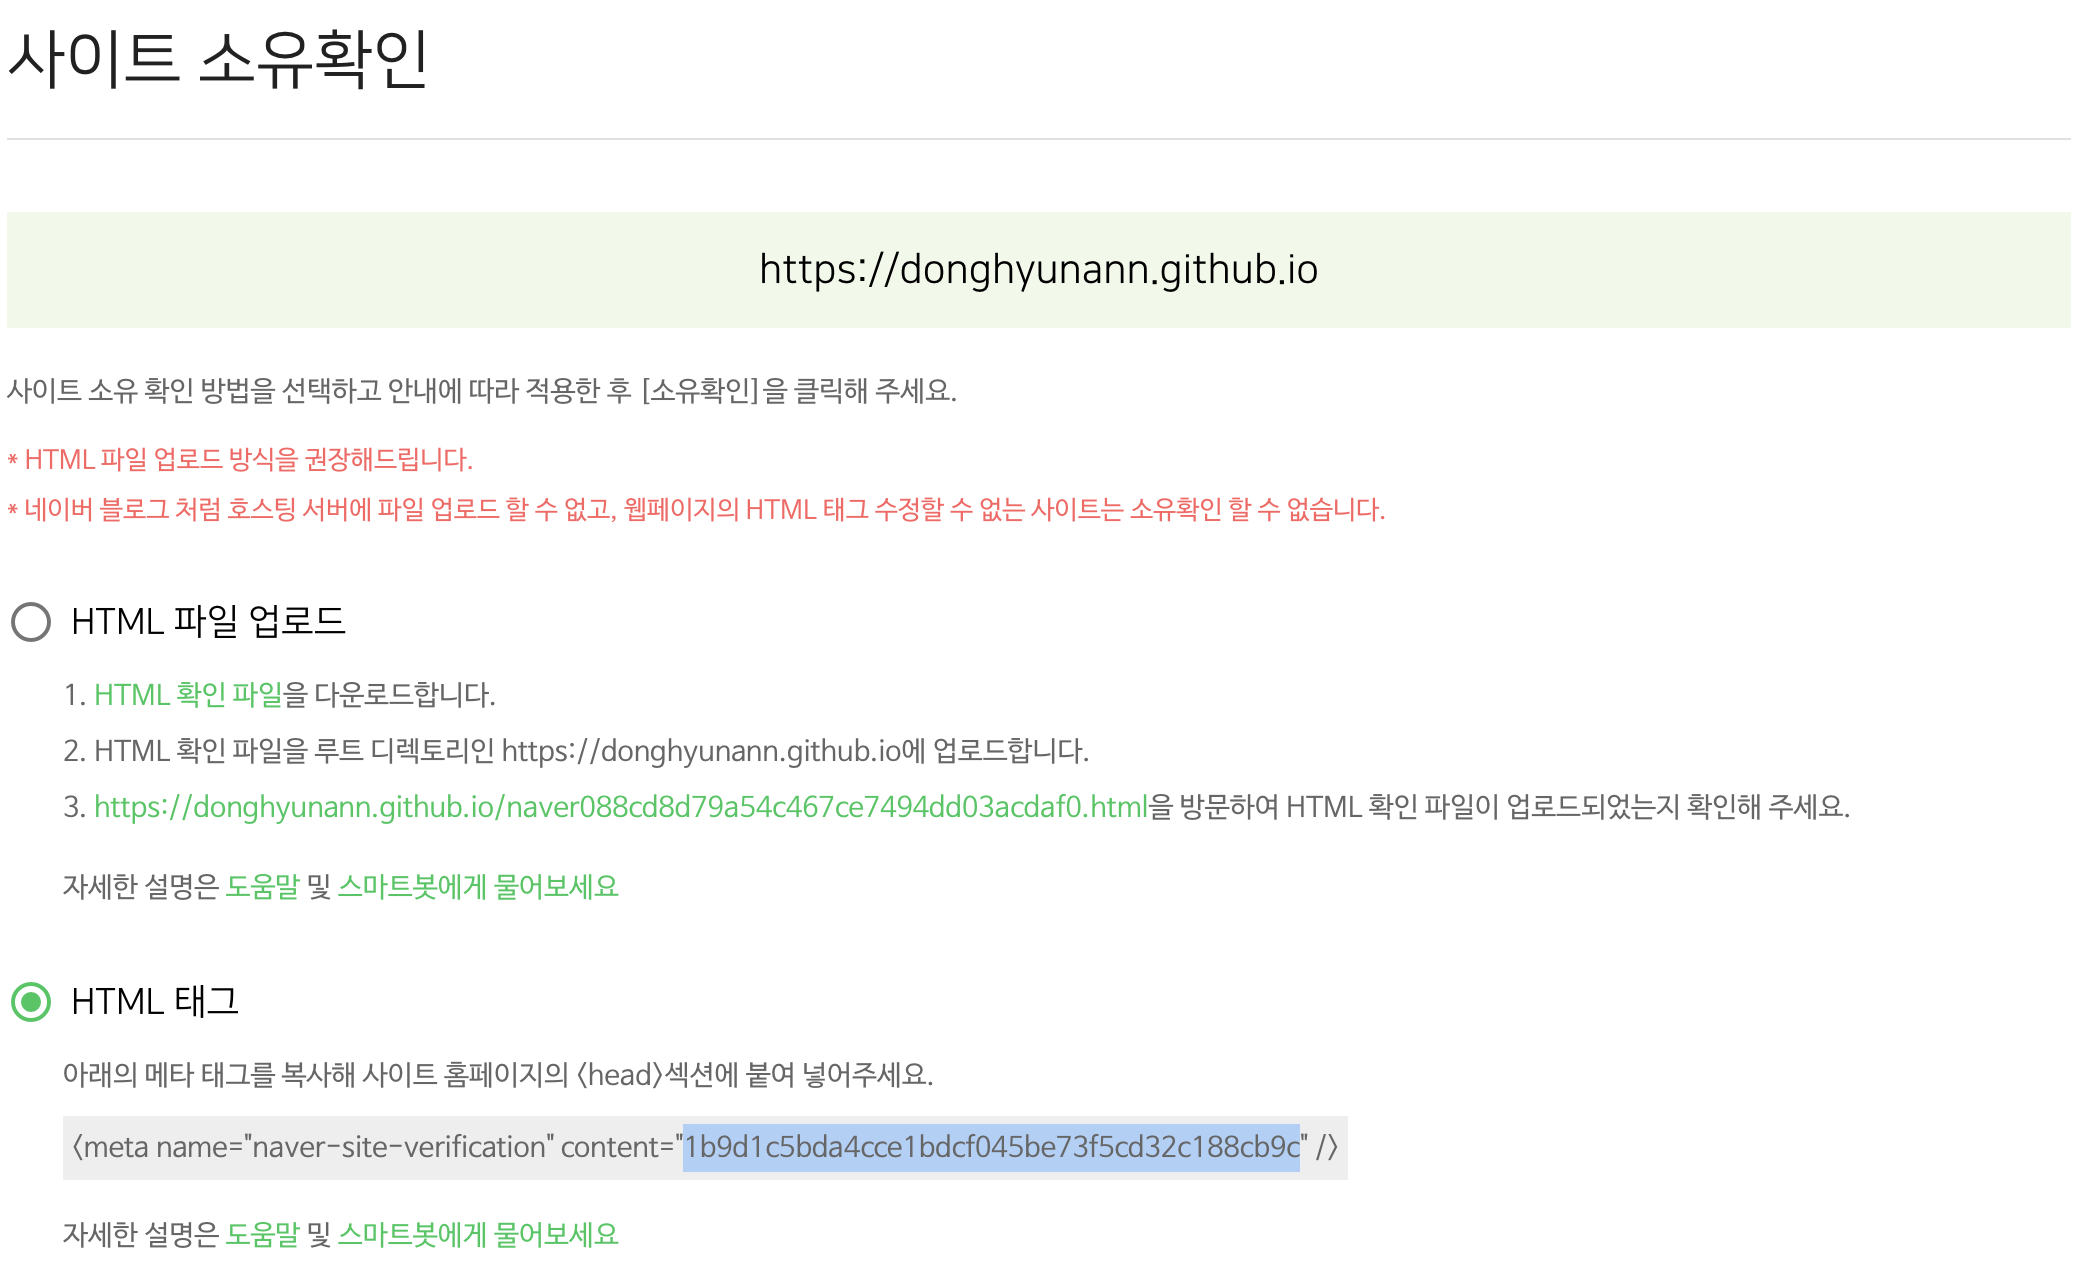 사이트 소유확인
https://donghyunann.github.io
사이트 소유 확인 방법을 선택하고 안내에 따라 적용한 후 [소유확인]을 클릭해 주세요.
* HTML 파일 업로드 방식을 권장해드립니다.
* 네이버 블로그 처럼 호스팅 서버에 파일 업로드 할 수 없고, 웹페이지의 HTML 태그 수정할 수 없는 사이트는 소유확인 할 수 없습니다.
HTML 파일 업로드
1. HTML 확인 파일을 다운로드합니다.
2. HTML 확인 파일을 루트 디렉토리인 https://donghyunann.github.io에 업로드합니다.
3. https://donghyunann.github.io/naver088cd8d79a54c467ce7494dd03acdaf0.html을 방문하여 HTML 확인 파일이 업로드되었는지 확인해 주세요.
자세한 설명은 도움말 및 스마트봇에게 물어보세요
HTML 태그
아래의 메타 태그를 복사해 사이트 홈페이지의 <head>섹션에 붙여 넣어주세요.
<meta name="naver-site-verification" content="1b9d1c5bda4cce1bdcf045be73f5cd32c188cb9c" />
자세한 설명은 도움말 및 스마트봇에게 물어보세요